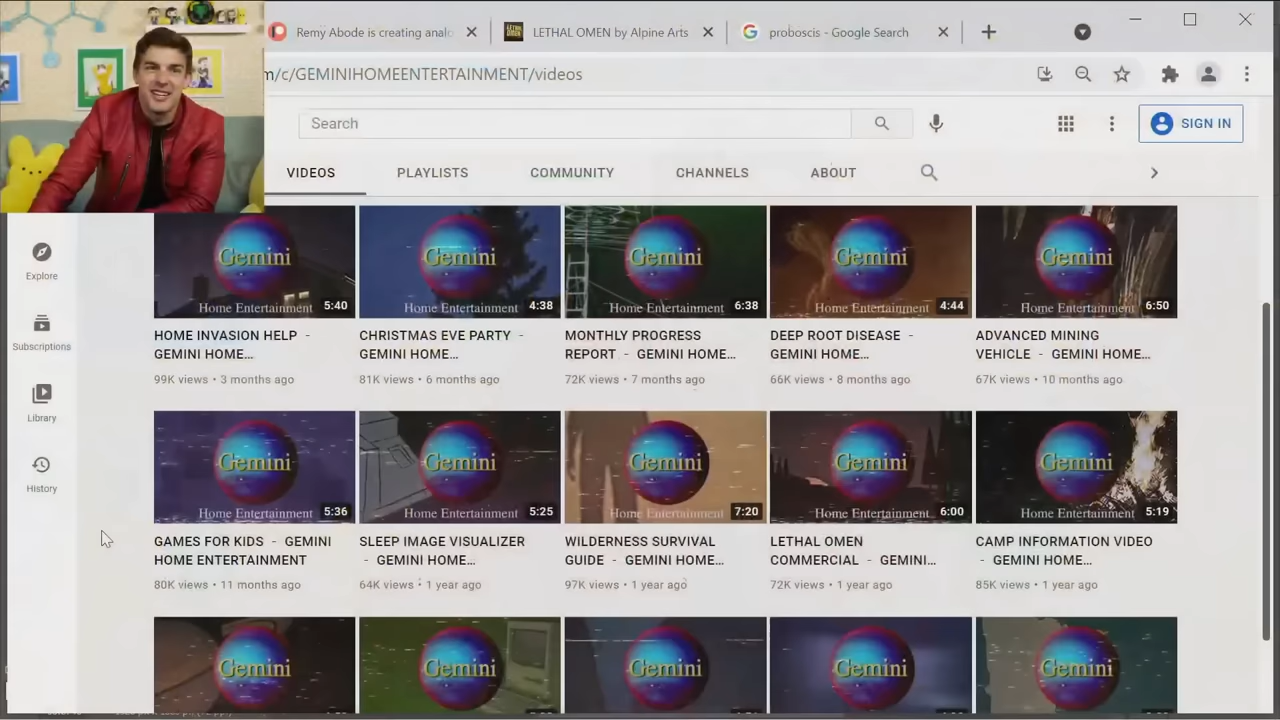 Remy Abode is creating analo
LETHAL OMEN by Alpine Arts
proboscis - Google Search
m/c/GEMINIHOMEENTERTAINMENT/videos
Search
SIGN IN
VIDEOS
PLAYLISTS
COMMUNITY
CHANNELS
ABOUT
Explore
Subscriptions
Library
History
Gemini
Home Entertainment
5:40
Gemini
Home Entertainment
4:38
Gemini
Home Entertainment
6:38
Gemini
Home Entertainment
4:44
Gemini
Home Entertainment
6:50
HOME INVASION HELP -
GEMINI HOME...
99K views • 3 months ago
CHRISTMAS EVE PARTY -
GEMINI HOME...
81K views • 6 months ago
MONTHLY PROGRESS
REPORT - GEMINI HOME...
72K views • 7 months ago
DEEP ROOT DISEASE -
GEMINI HOME...
66K views • 8 months ago
ADVANCED MINING
VEHICLE - GEMINI HOME...
67K views • 10 months ago
Gemini
Home Entertainment
5:36
Gemini
Home Entertainment
5:25
Gemini
Home Entertainment
7:20
Gemini
Home Entertainment
6:00
Gemini
Home Entertainment
5:19
GAMES FOR KIDS - GEMINI
HOME ENTERTAINMENT
80K views • 11 months ago
SLEEP IMAGE VISUALIZER
- GEMINI HOME...
64K views • 1 year ago
WILDERNESS SURVIVAL
GUIDE - GEMINI HOME...
97K views • 1 year ago
LETHAL OMEN
COMMERCIAL - GEMINI...
72K views • 1 year ago
CAMP INFORMATION VIDEO
- GEMINI HOME...
85K views • 1 year ago
Gemini
Gemini
Gemini
Gemini
Gemini